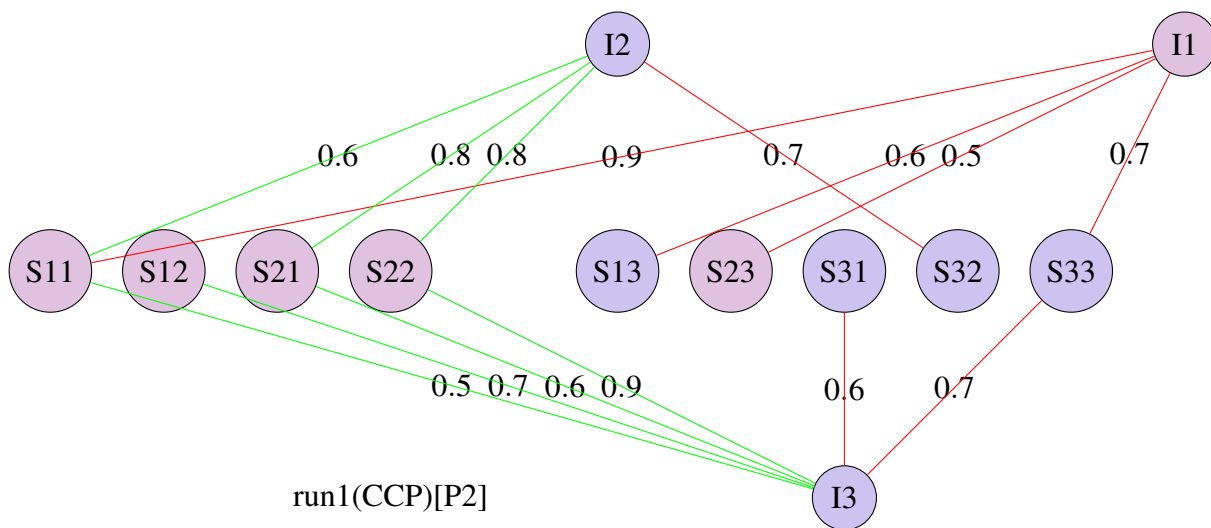 I2 I1
0.6 0.8 0.8 0.9 0.7 0.6 0.5 0.7
S11 S12 S21 S22 S13 S23 S31 S32 S33
0.5 0.7 0.6 0.9 0.6 0.7
run1(CCP)[P2] I3